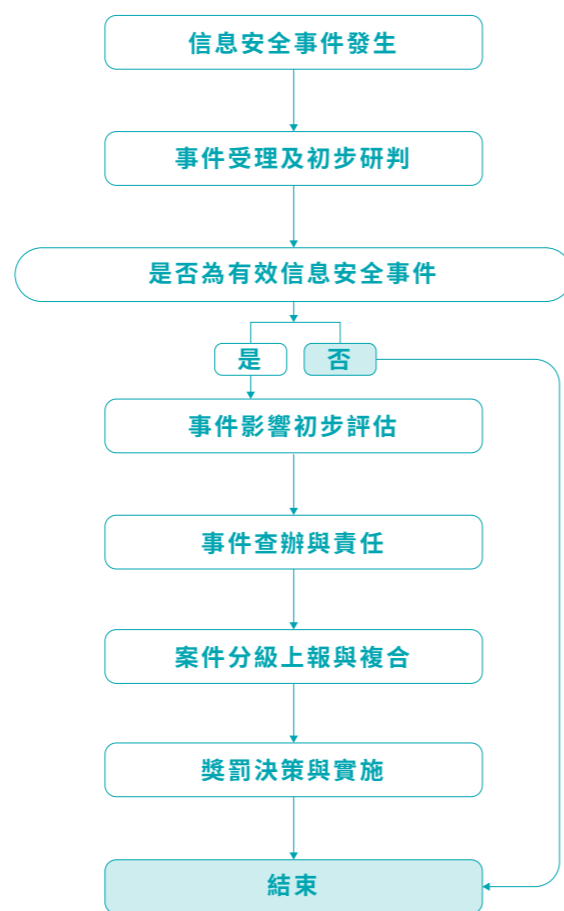 信息安全事件發生
事件受理及初步研判
是否為有效信息安全事件
是
否
事件影響初步評估
事件查辦與責任
案件分級上報與複合
獎罰決策與實施
結束